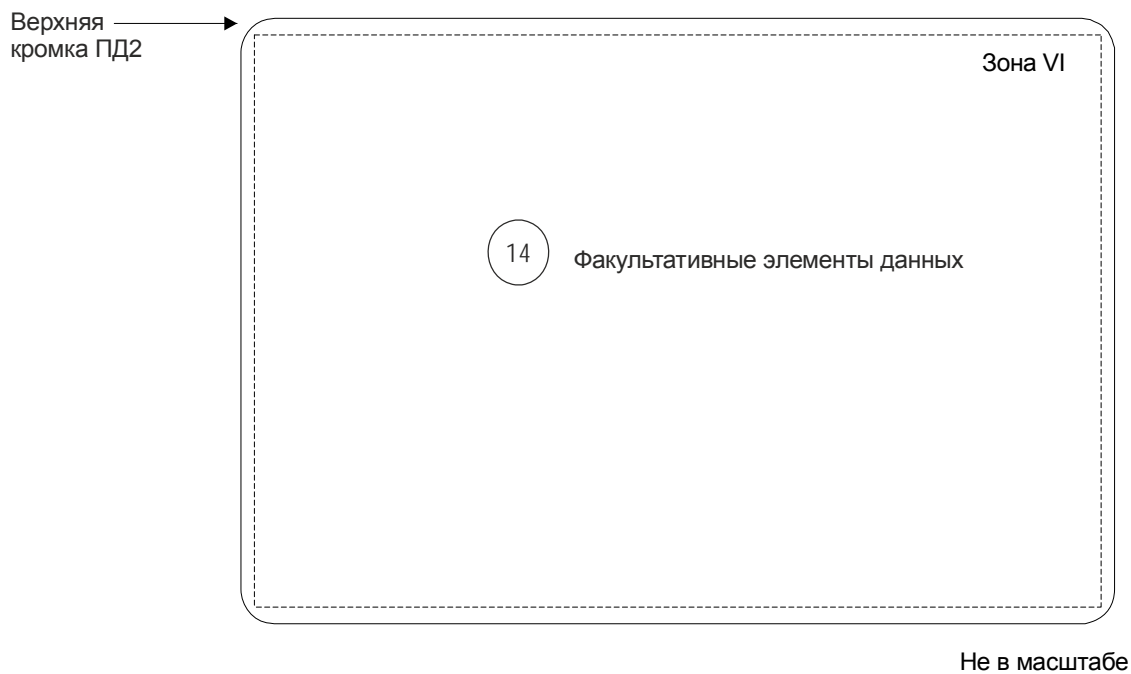 Верхняя
кромка ПД2
Зона VI
14 Факультативные элементы данных
Не в масштабе